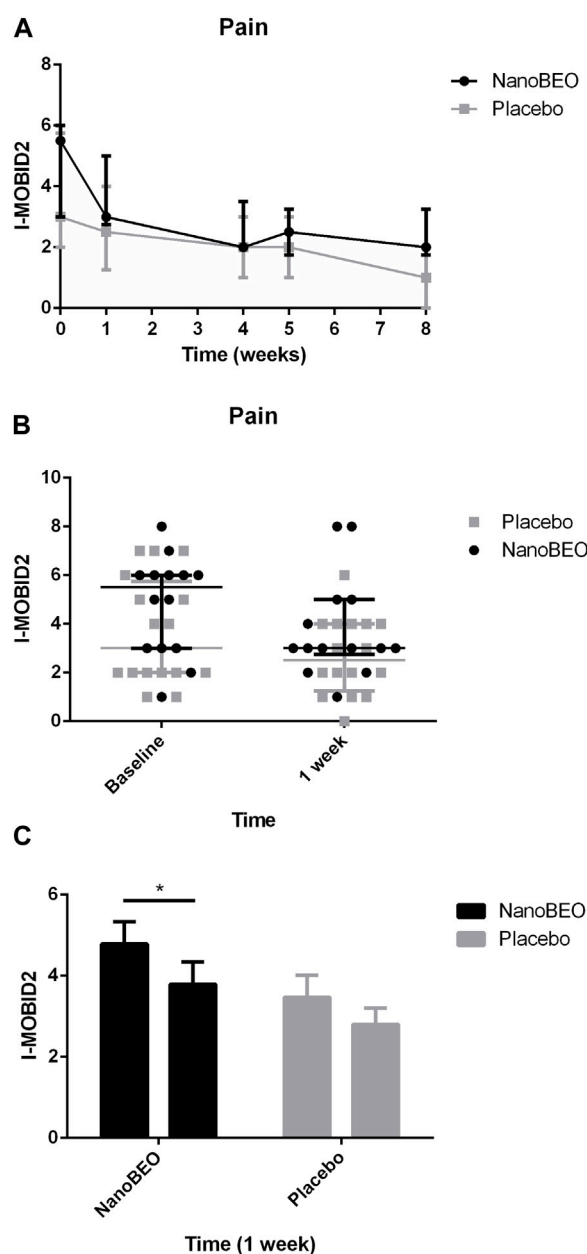 A
Pain
8
6
4
2
0
I-MOBID2
0 1 2 3 4 5 6 7 8
Time (weeks)
NanoBEO
Placebo
B
Pain
10
8
6
4
2
0
I-MOBID2
Baseline
1 week
Time
Placebo
NanoBEO
C
6
4
2
0
I-MOBID2
*
NanoBEO
Placebo
Time (1 week)
NanoBEO
Placebo